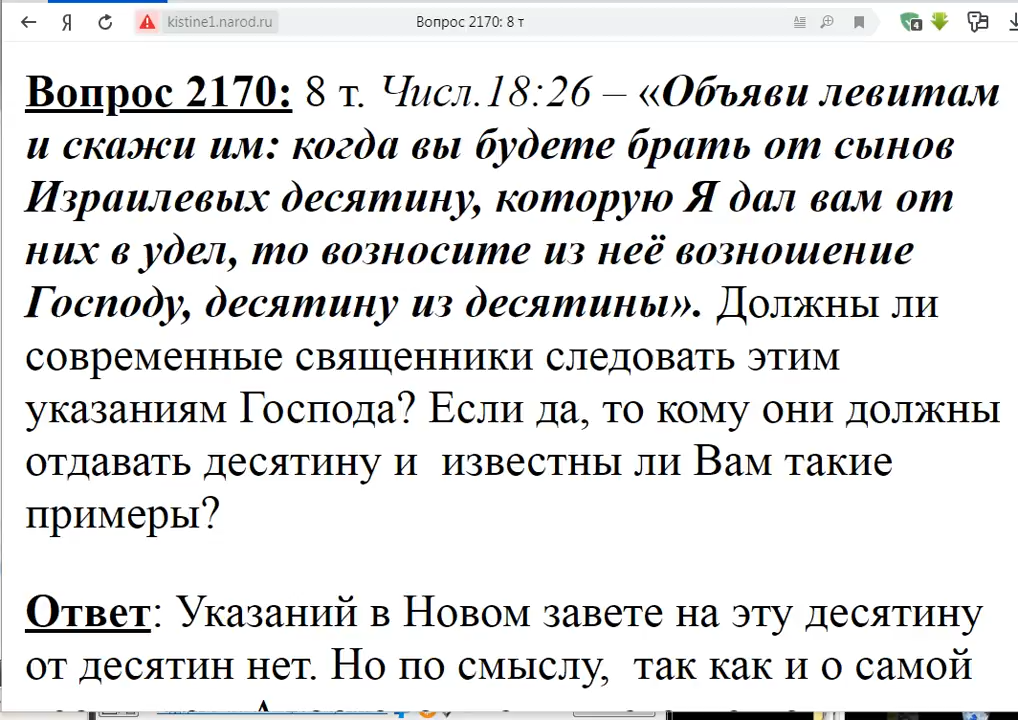 kistine1.narod.ru Вопрос 2170: 8 т
Вопрос 2170: 8 т. Числ.18:26 – «Объяви левитам
и скажи им: когда вы будете брать от сынов
Израилевых десятину, которую Я дал вам от
них в удел, то возносите из неё возношение
Господу, десятину из десятины». Должны ли
современные священники следовать этим
указаниям Господа? Если да, то кому они должны
отдавать десятину и  известны ли Вам такие
примеры?
Ответ: Указаний в Новом завете на эту десятину
от десятин нет. Но по смыслу,  так как и о самой